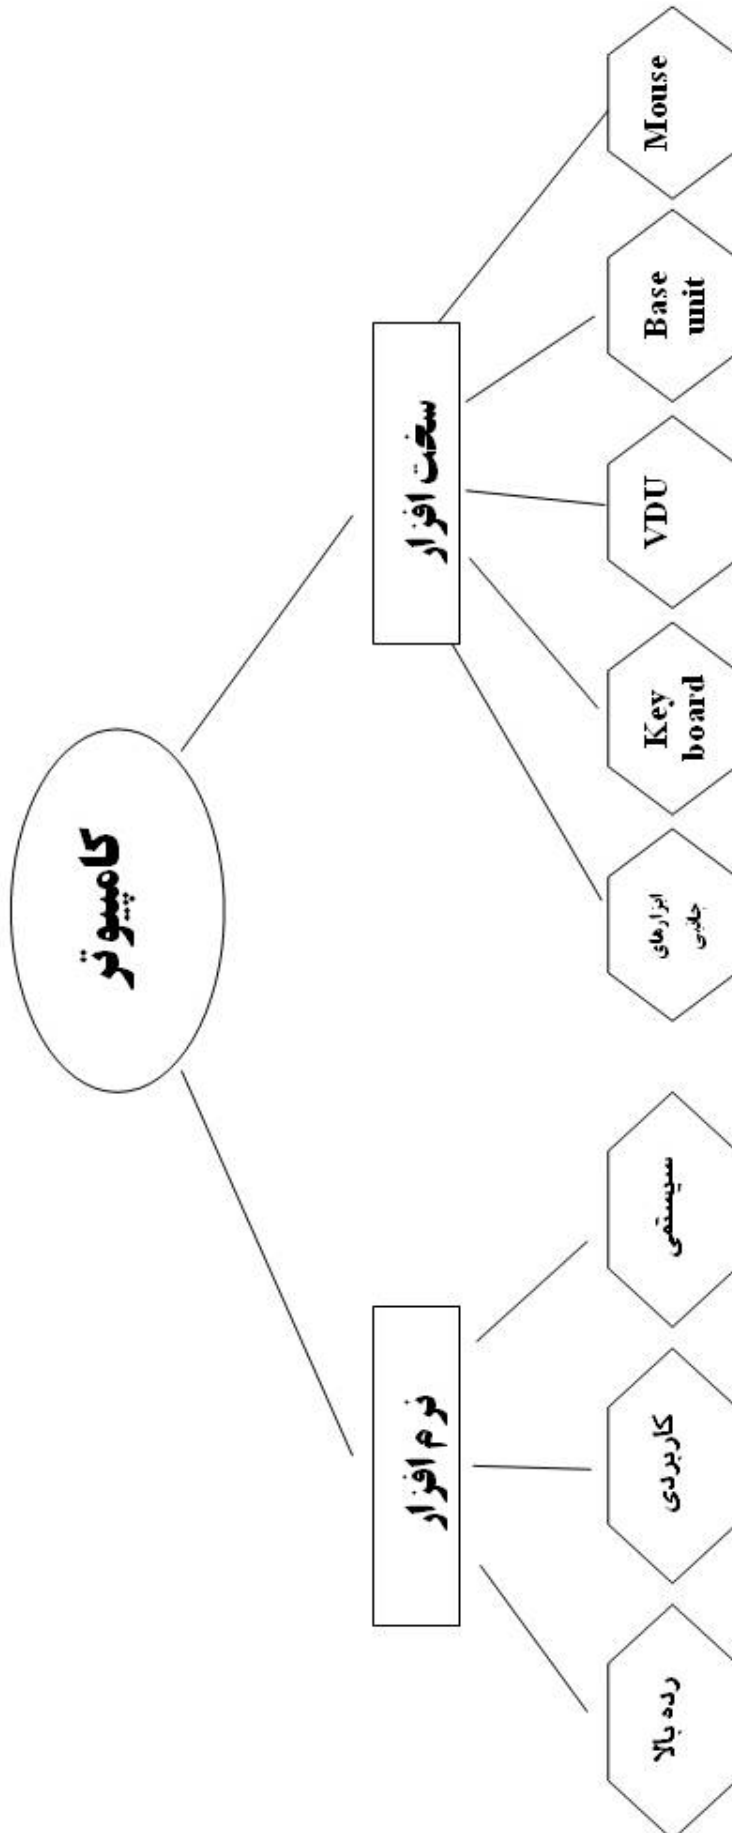 کامپیوتر
سخت افزار
نرم افزار
Mouse
Base
unit
VDU
Key
board
ابزارهای
جانبی
سیستمی
کاربردی
رده بالا